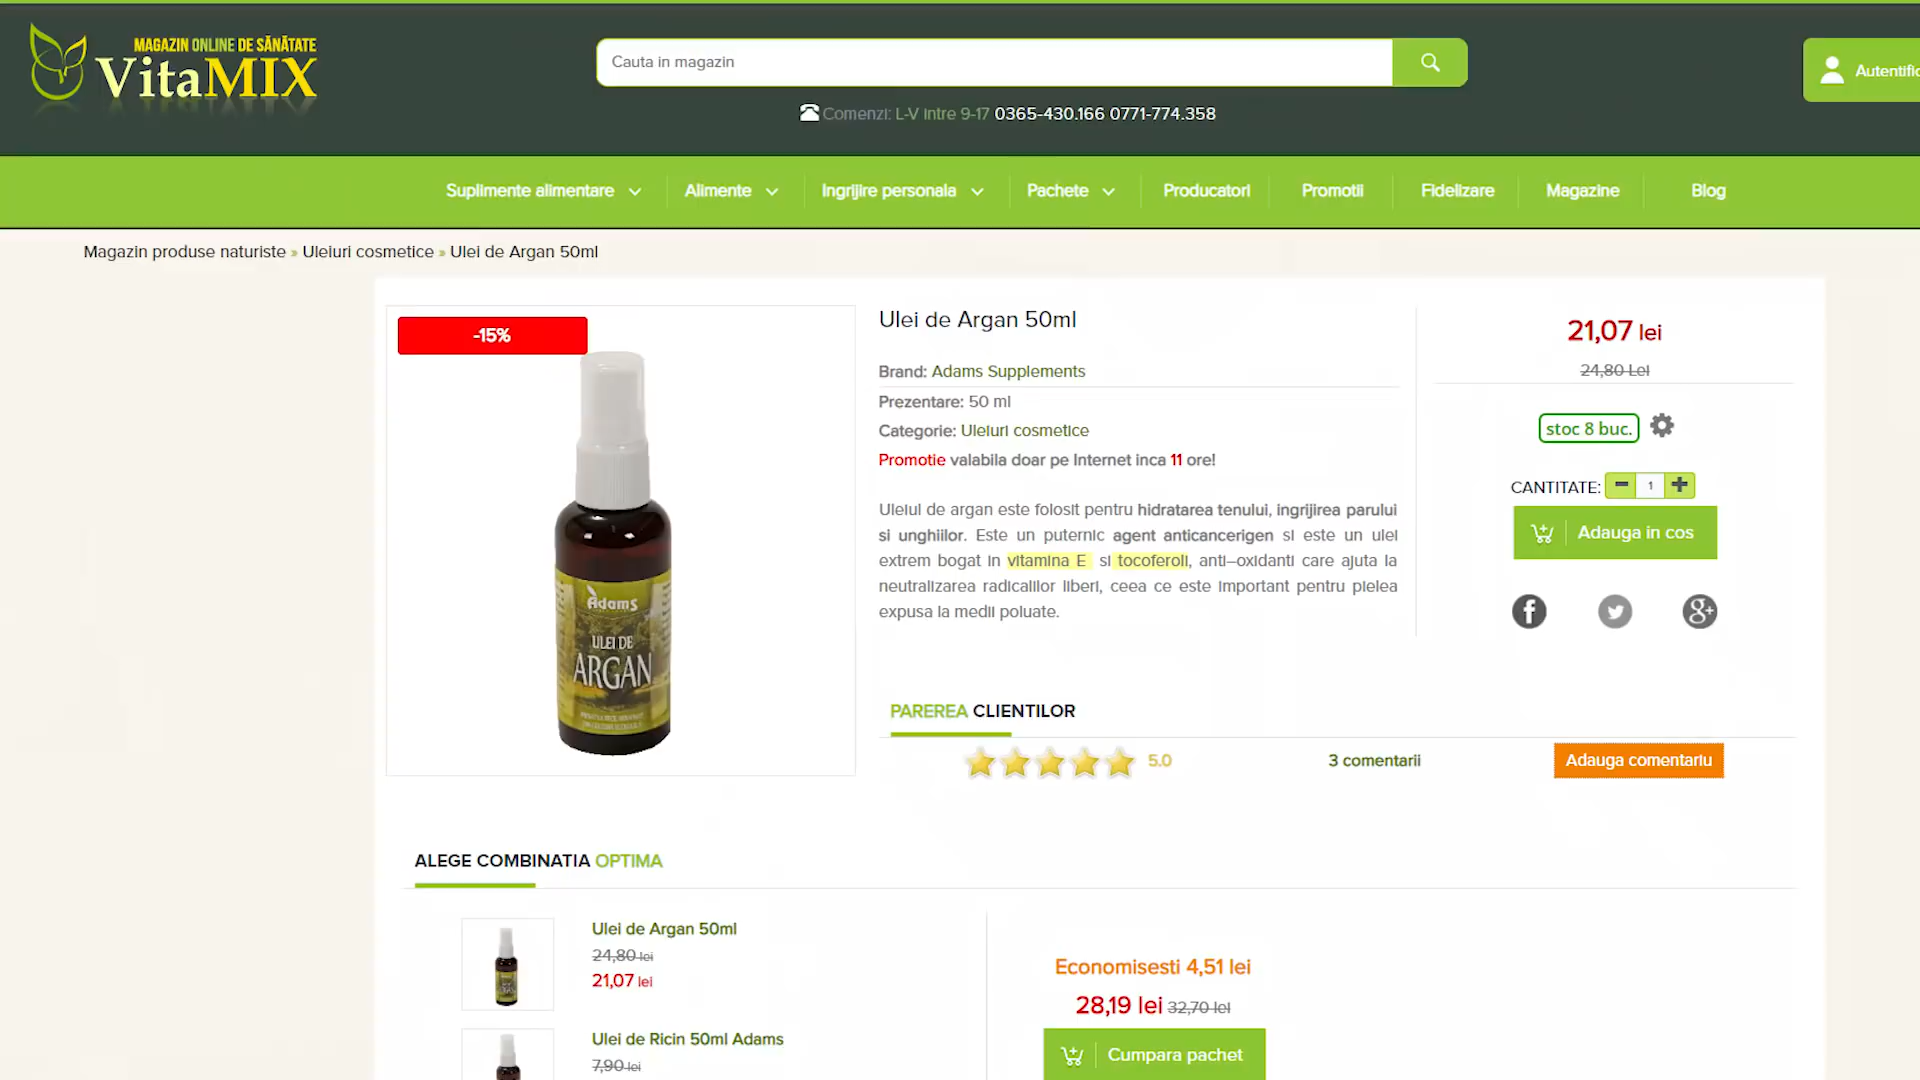 MAGAZIN ONLINE DE SĂNĂTATE
VitaMIX
Cauta in magazin
Comenzi: L-V intre 9-17 0365-430.166 0771-774.358
Suplimente alimentare
Alimente
Ingrijire personala
Pachete
Producatori
Promotii
Fidelizare
Magazine
Blog
Magazin produse naturiste » Uleiuri cosmetice » Ulei de Argan 50ml
-15%
Adams
ULEI DE
ARGAN
Ulei de Argan 50ml
Brand: Adams Supplements
Prezentare: 50 ml
Categorie: Uleiuri cosmetice
Promotie valabila doar pe Internet inca 11 ore!
Uleiul de argan este folosit pentru hidratarea tenului, ingrijirea parului
si unghiilor. Este un puternic agent anticancerigen si este un ulei
extrem bogat in vitamina E si tocoferoli, anti–oxidanti care ajuta la
neutralizarea radicalilor liberi, ceea ce este important pentru pielea
expusa la medii poluate.
21,07 lei
24,80 Lei
stoc 8 buc.
CANTITATE: 1
Adauga in cos
PAREREA CLIENTILOR
5.0
3 comentarii
Adauga comentariu
ALEGE COMBINATIA OPTIMA
Ulei de Argan 50ml
24,80 lei
21,07 lei
Ulei de Ricin 50ml Adams
7,90 lei
Economisesti 4,51 lei
28,19 lei 32,70 lei
Cumpara pachet